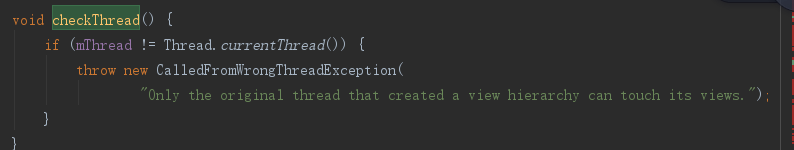 void checkThread() {
if (mThread != Thread.currentThread()) {
throw new CalledFromWrongThreadException(
"Only the original thread that created a view hierarchy can touch its views.");
}
}